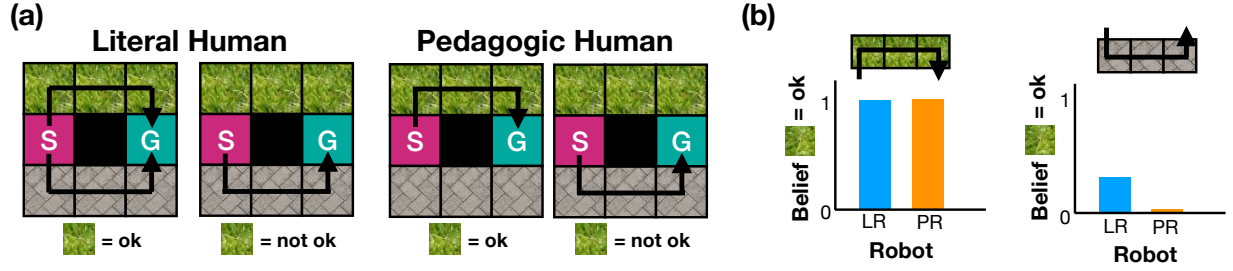 (a)
Literal Human
Pedagogic Human
S G
S G
S G
S G
= ok
= not ok
= ok
= not ok
(b)
Belief = ok
1
0
LR PR
Robot
Belief = ok
1
0
LR PR
Robot